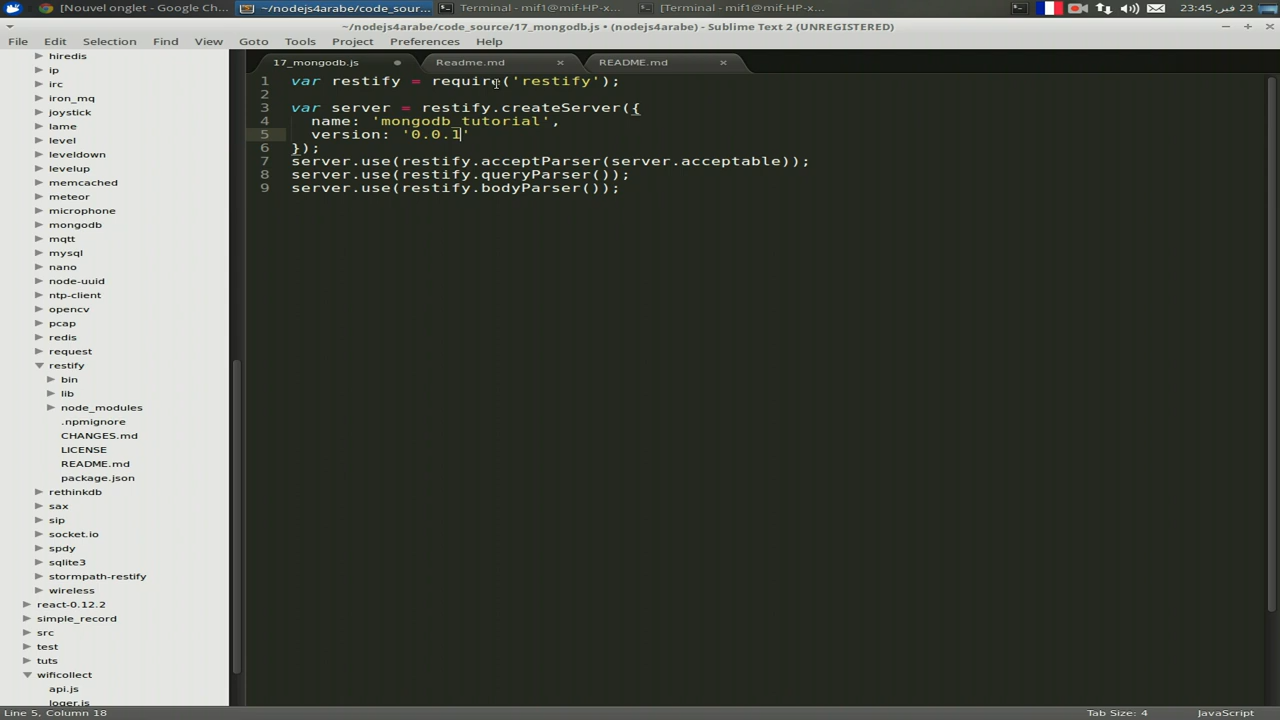 [Nouvel onglet - Google Ch...
~/nodejs4arabe/code_sour...
Terminal - mif1@mif-HP-x...
[Terminal - mif1@mif-HP-x...
23:45 فبر, 23
~/nodejs4arabe/code_source/17_mongodb.js • (nodejs4arabe) - Sublime Text 2 (UNREGISTERED)
File Edit Selection Find View Goto Tools Project Preferences Help
hiredis
ip
irc
iron_mq
joystick
lame
level
leveldown
levelup
memcached
meteor
microphone
mongodb
mqtt
mysql
nano
node-uuid
ntp-client
opencv
pcap
redis
request
restify
bin
lib
node_modules
.npmignore
CHANGES.md
LICENSE
README.md
package.json
rethinkdb
sax
sip
socket.io
spdy
sqlite3
stormpath-restify
wireless
react-0.12.2
simple_record
src
test
tuts
wificollect
api.js
loger.js
17_mongodb.js
Readme.md
README.md
1 var restify = require('restify');
2
3 var server = restify.createServer({
4 name: 'mongodb_tutorial',
5 version: '0.0.1'
6 });
7 server.use(restify.acceptParser(server.acceptable));
8 server.use(restify.queryParser());
9 server.use(restify.bodyParser());
Line 5, Column 18
Tab Size: 4
JavaScript